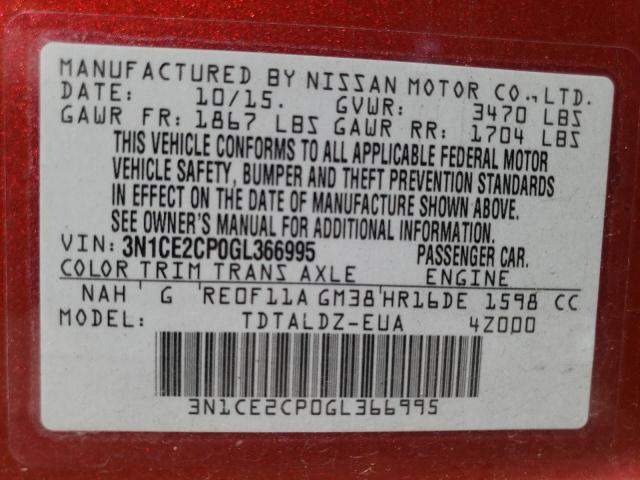 MANUFACTURED BY NISSAN MOTOR CO., LTD.
DATE: 10/15. GVWR: 3470 LBS
GAWR FR: 1867 LBS GAWR RR: 1704 LBS
THIS VEHICLE CONFORMS TO ALL APPLICABLE FEDERAL MOTOR
VEHICLE SAFETY, BUMPER AND THEFT PREVENTION STANDARDS
IN EFFECT ON THE DATE OF MANUFACTURE SHOWN ABOVE.
SEE OWNER'S MANUAL FOR ADDITIONAL INFORMATION.
VIN: 3N1CE2CP0GL366995 PASSENGER CAR.
COLOR TRIM TRANS AXLE ENGINE
NAH ' G ' RE0F11A GM38 ' HR16DE 1598 CC
MODEL: TDTALDZ-EUA 4Z000
3N1CE2CP0GL366995